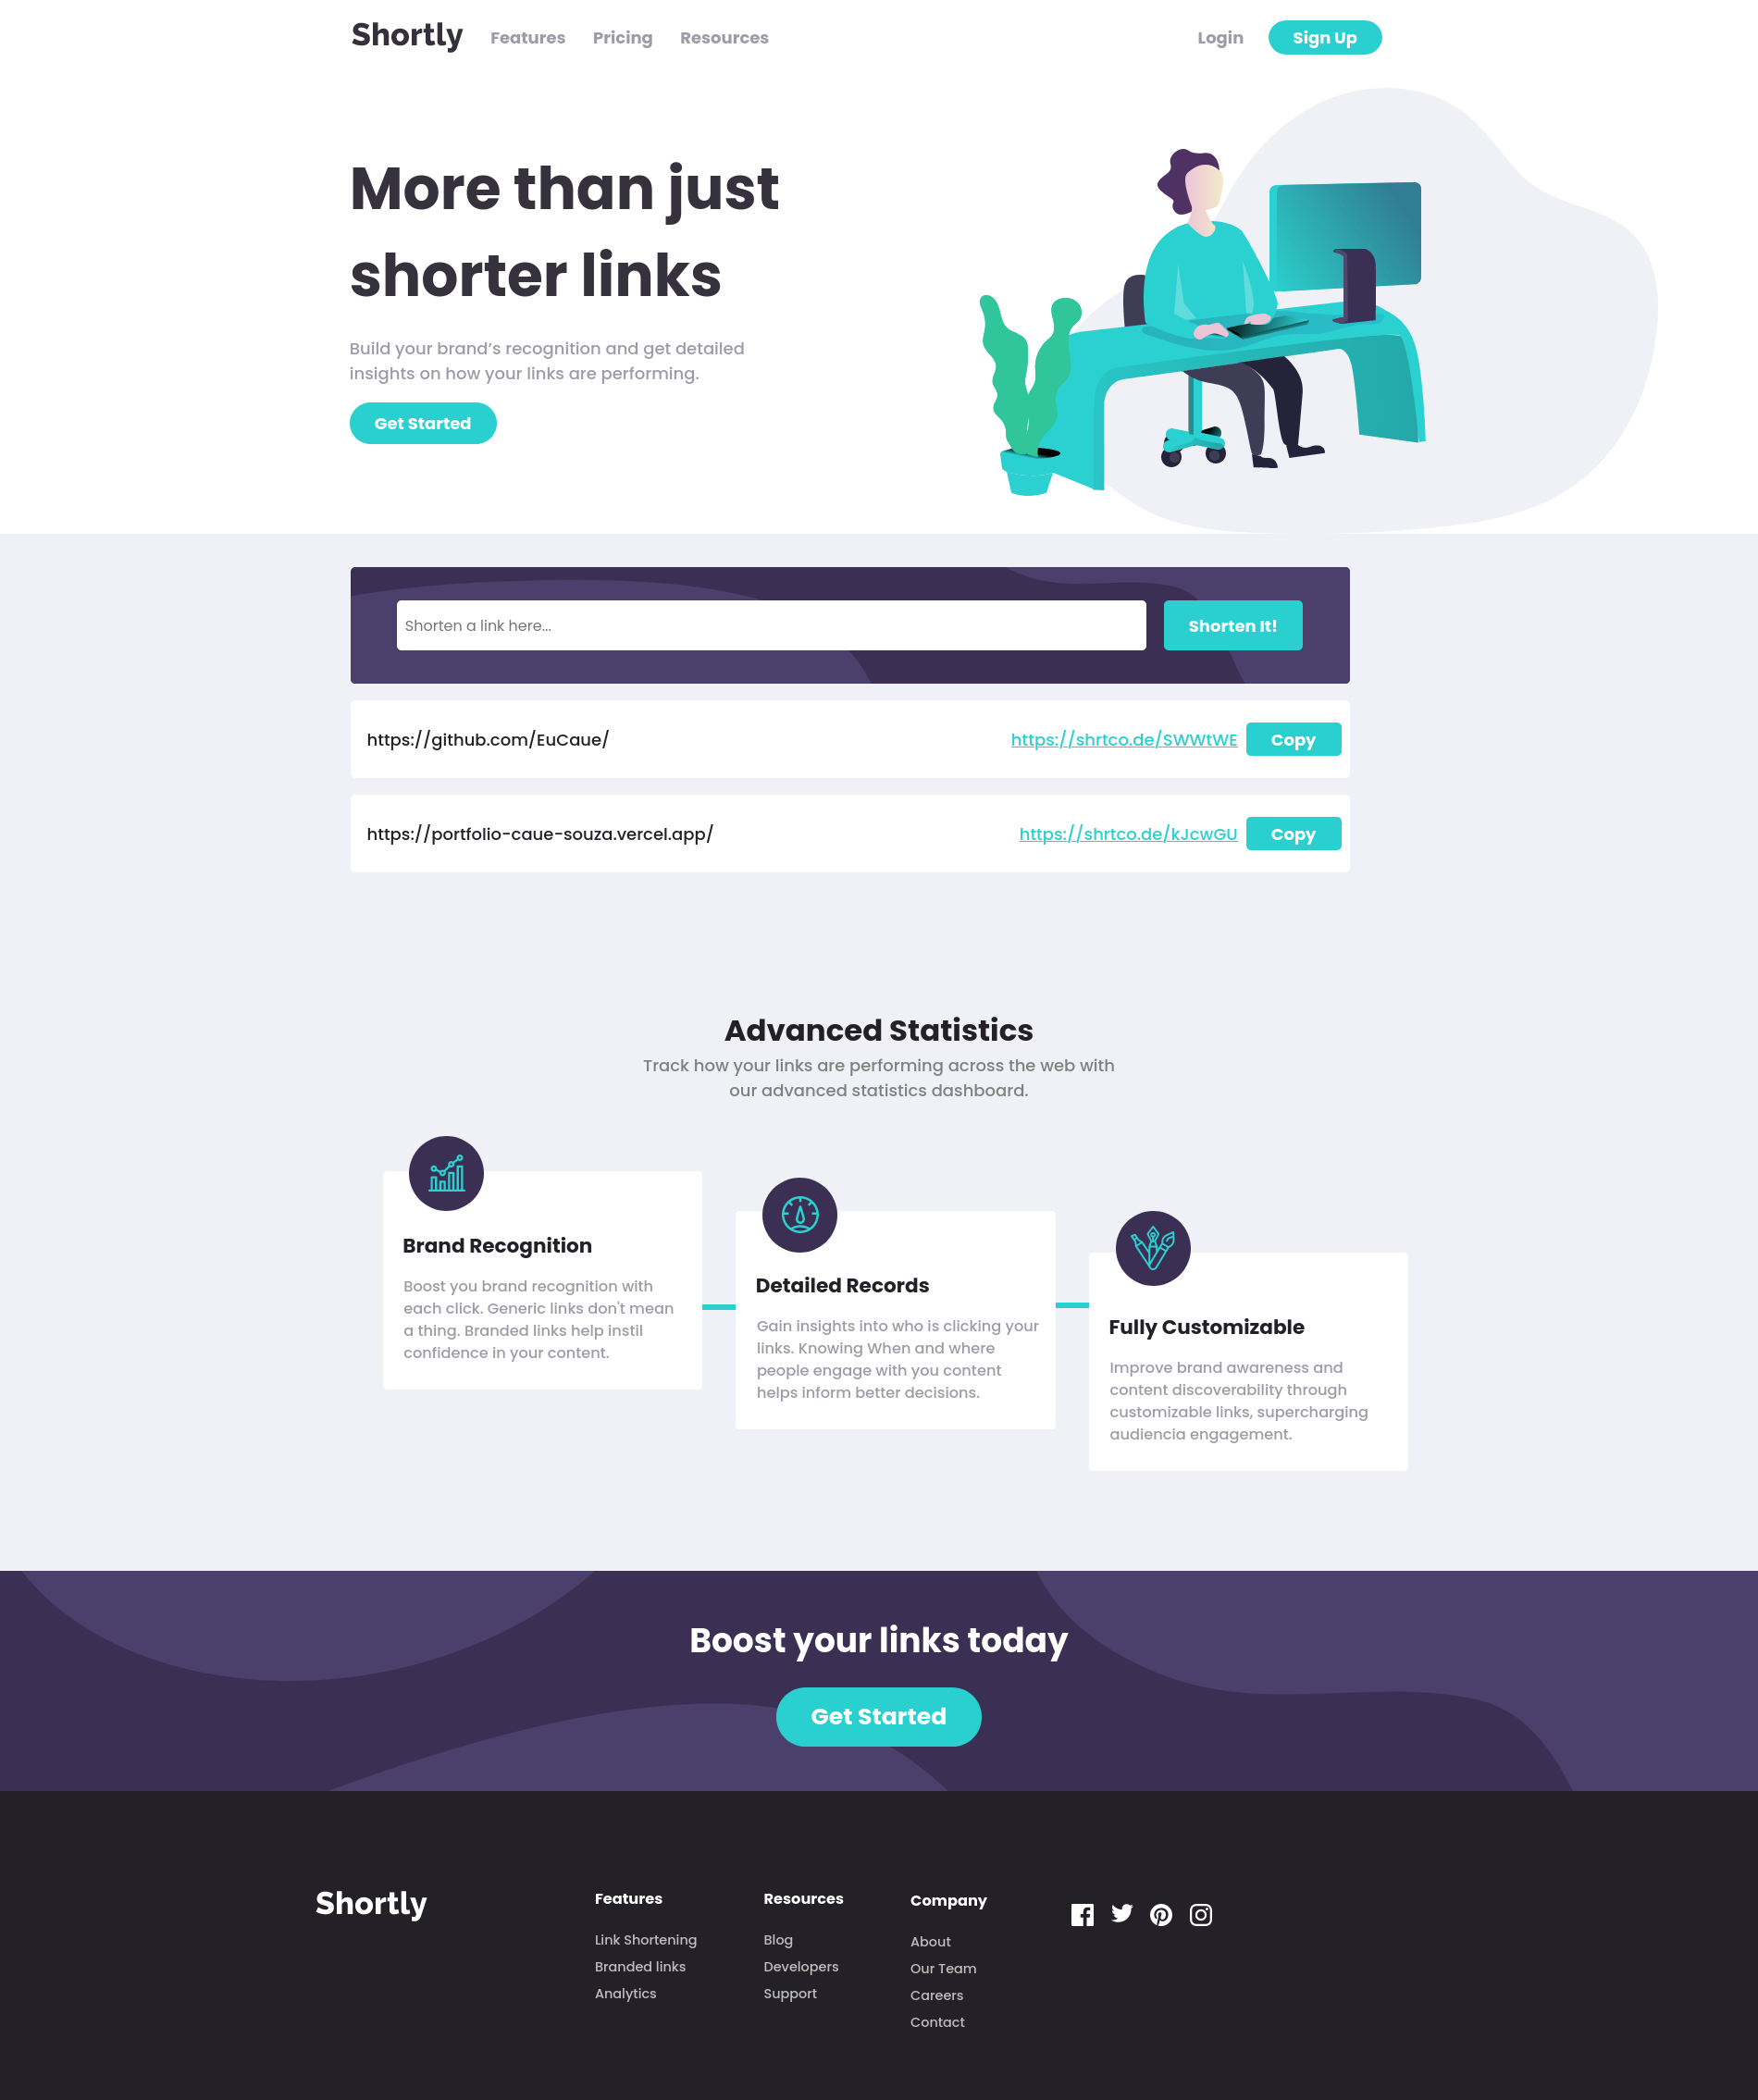 Shortly
Features
Pricing
Resources
Login
Sign Up
More than just
shorter links
Build your brand’s recognition and get detailed
insights on how your links are performing.
Get Started
Shorten a link here...
Shorten It!
https://github.com/EuCaue/
https://shrtco.de/SWWtWE
Copy
https://portfolio-caue-souza.vercel.app/
https://shrtco.de/kJcwGU
Copy
Advanced Statistics
Track how your links are performing across the web with
our advanced statistics dashboard.
Brand Recognition
Boost you brand recognition with
each click. Generic links don't mean
a thing. Branded links help instil
confidence in your content.
Detailed Records
Gain insights into who is clicking your
links. Knowing When and where
people engage with you content
helps inform better decisions.
Fully Customizable
Improve brand awareness and
content discoverability through
customizable links, supercharging
audiencia engagement.
Boost your links today
Get Started
Shortly
Features
Link Shortening
Branded links
Analytics
Resources
Blog
Developers
Support
Company
About
Our Team
Careers
Contact